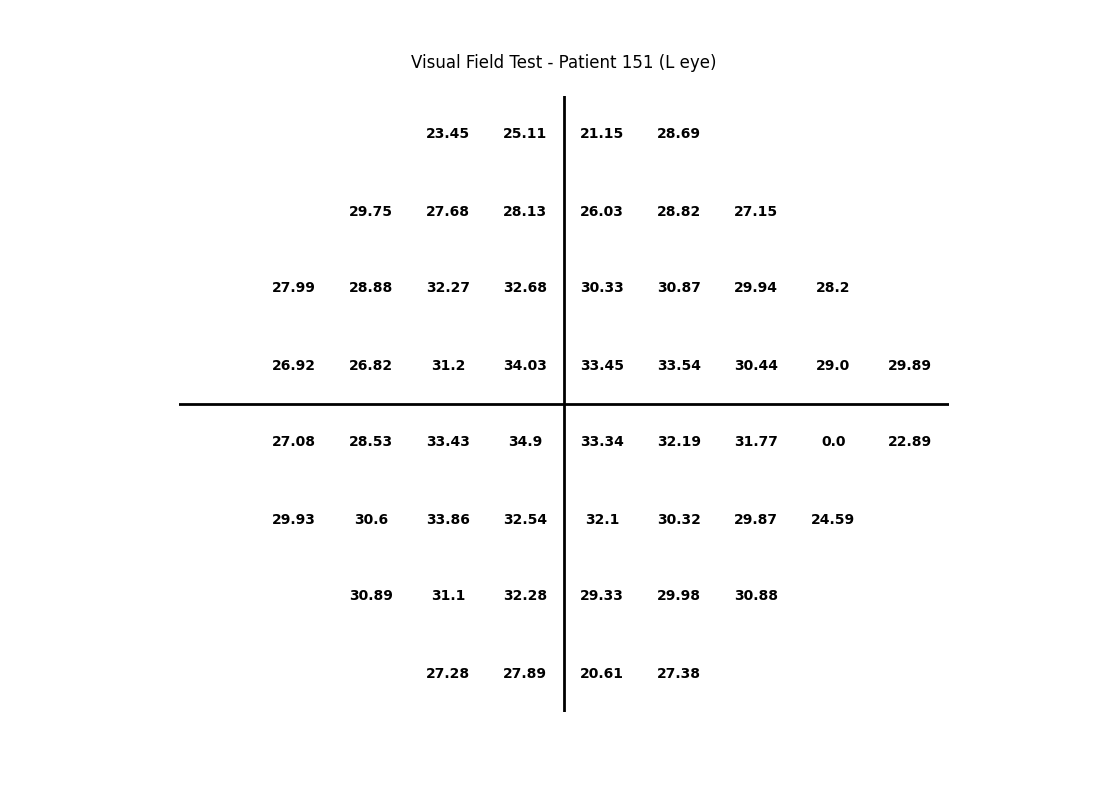 Visual Field Test - Patient 151 (L eye)
23.45 25.11 21.15 28.69
29.75 27.68 28.13 26.03 28.82 27.15
27.99 28.88 32.27 32.68 30.33 30.87 29.94 28.2
26.92 26.82 31.2 34.03 33.45 33.54 30.44 29.0 29.89
27.08 28.53 33.43 34.9 33.34 32.19 31.77 0.0 22.89
29.93 30.6 33.86 32.54 32.1 30.32 29.87 24.59
30.89 31.1 32.28 29.33 29.98 30.88
27.28 27.89 20.61 27.38